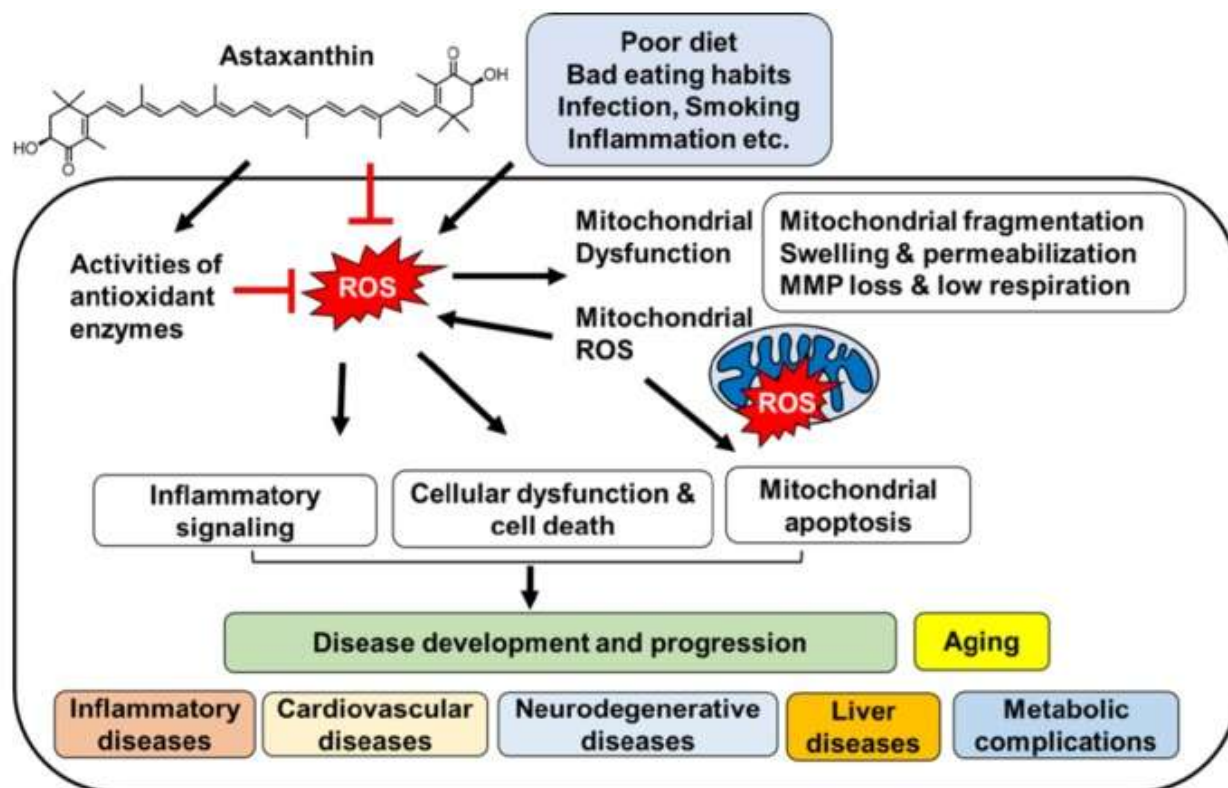 Astaxanthin
O
OH
HO
O
Poor diet
Bad eating habits
Infection, Smoking
Inflammation etc.
Activities of
antioxidant
enzymes
ROS
Mitochondrial
Dysfunction
Mitochondrial fragmentation
Swelling & permeabilization
MMP loss & low respiration
Mitochondrial
ROS
ROS
Inflammatory
signaling
Cellular dysfunction &
cell death
Mitochondrial
apoptosis
Disease development and progression
Aging
Inflammatory
diseases
Cardiovascular
diseases
Neurodegenerative
diseases
Liver
diseases
Metabolic
complications